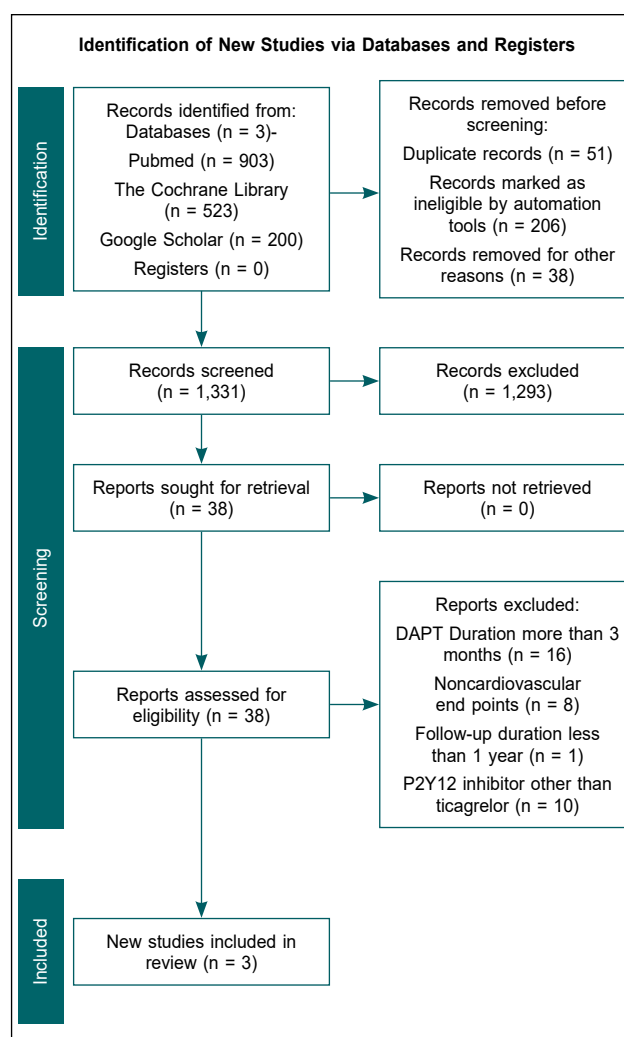 Identification of New Studies via Databases and Registers
Identification
Records identified from:
Databases (n = 3)-
Pubmed (n = 903)
The Cochrane Library
(n = 523)
Google Scholar (n = 200)
Registers (n = 0)
Records removed before
screening:
Duplicate records (n = 51)
Records marked as
ineligible by automation
tools (n = 206)
Records removed for other
reasons (n = 38)
Screening
Records screened
(n = 1,331)
Records excluded
(n = 1,293)
Reports sought for retrieval
(n = 38)
Reports not retrieved
(n = 0)
Reports assessed for
eligibility (n = 38)
Reports excluded:
DAPT Duration more than 3
months (n = 16)
Noncardiovascular
end points (n = 8)
Follow-up duration less
than 1 year (n = 1)
P2Y12 inhibitor other than
ticagrelor (n = 10)
Included
New studies included in
review (n = 3)